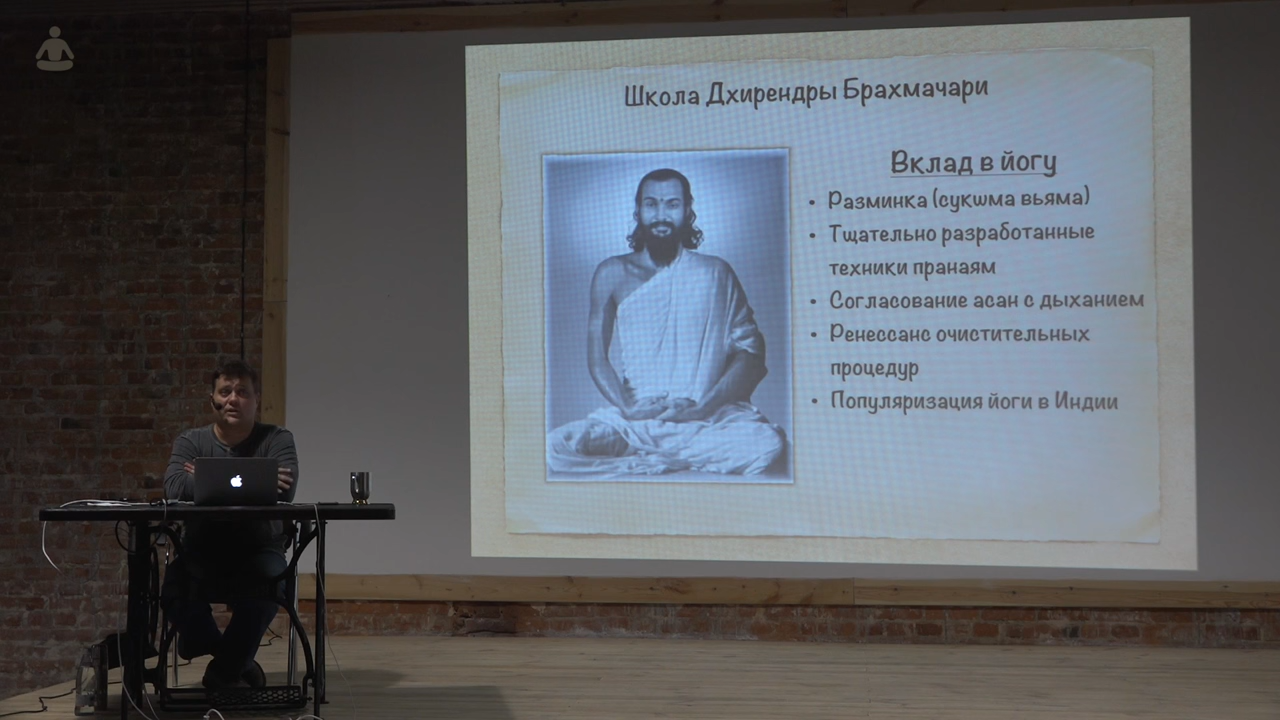 Школа Дхирендры Брахмачари
Вклад в йогу
• Разминка (сукшма вьяма)
• Тщательно разработанные
техники пранаям
• Согласование асан с дыханием
• Ренессанс очистительных
процедур
• Популяризация йоги в Индии